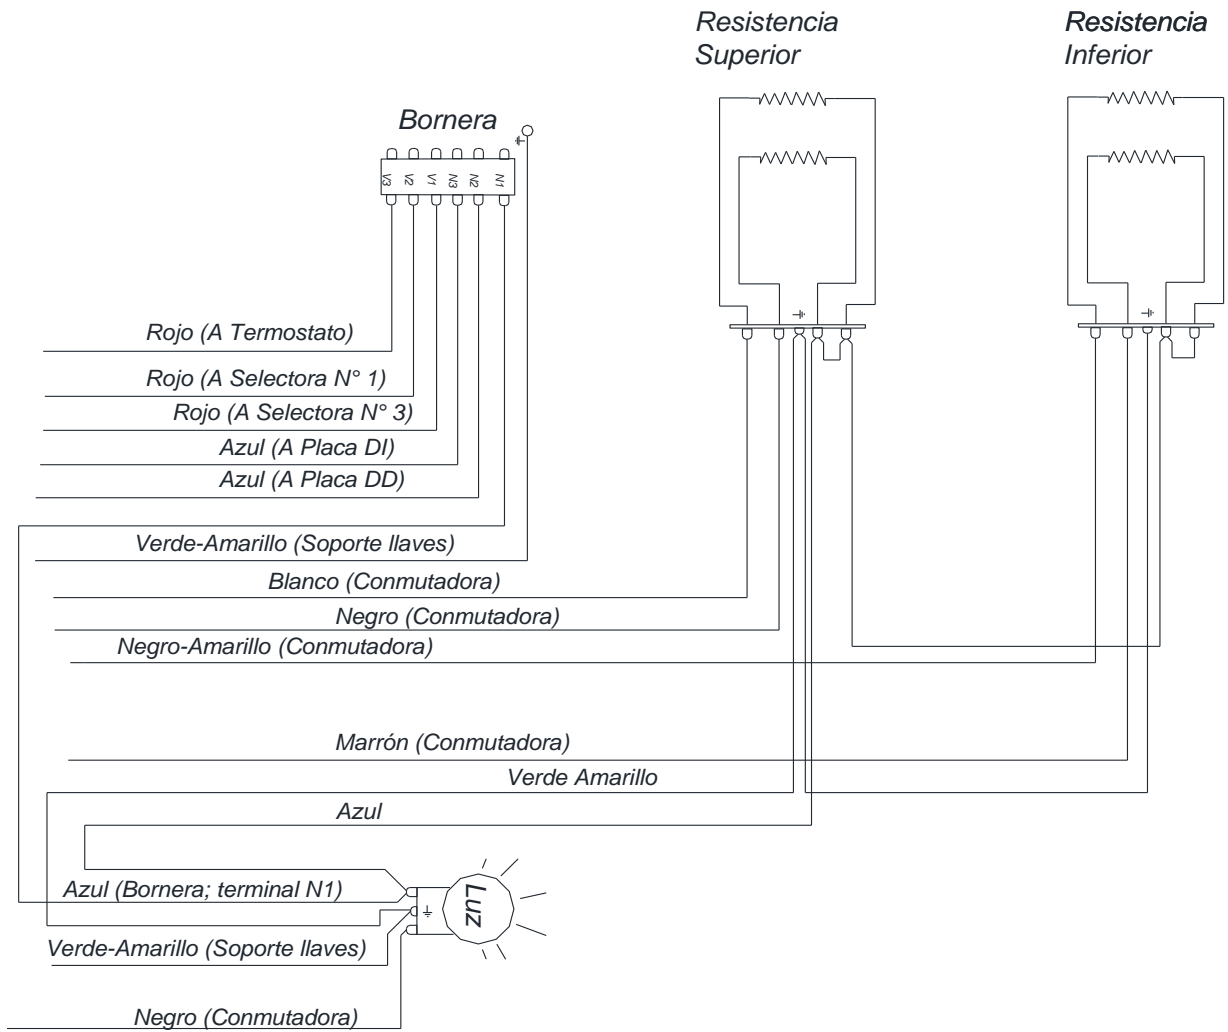 Resistencia
Superior
Resistencia
Inferior
Bornera
V3
V2
V1
N3
N2
N1
Rojo (A Termostato)
Rojo (A Selectora N° 1)
Rojo (A Selectora N° 3)
Azul (A Placa DI)
Azul (A Placa DD)
Verde-Amarillo (Soporte llaves)
Blanco (Conmutadora)
Negro (Conmutadora)
Negro-Amarillo (Conmutadora)
Marrón (Conmutadora)
Verde Amarillo
Azul
Azul (Bornera; terminal N1)
Luz
Verde-Amarillo (Soporte llaves)
Negro (Conmutadora)